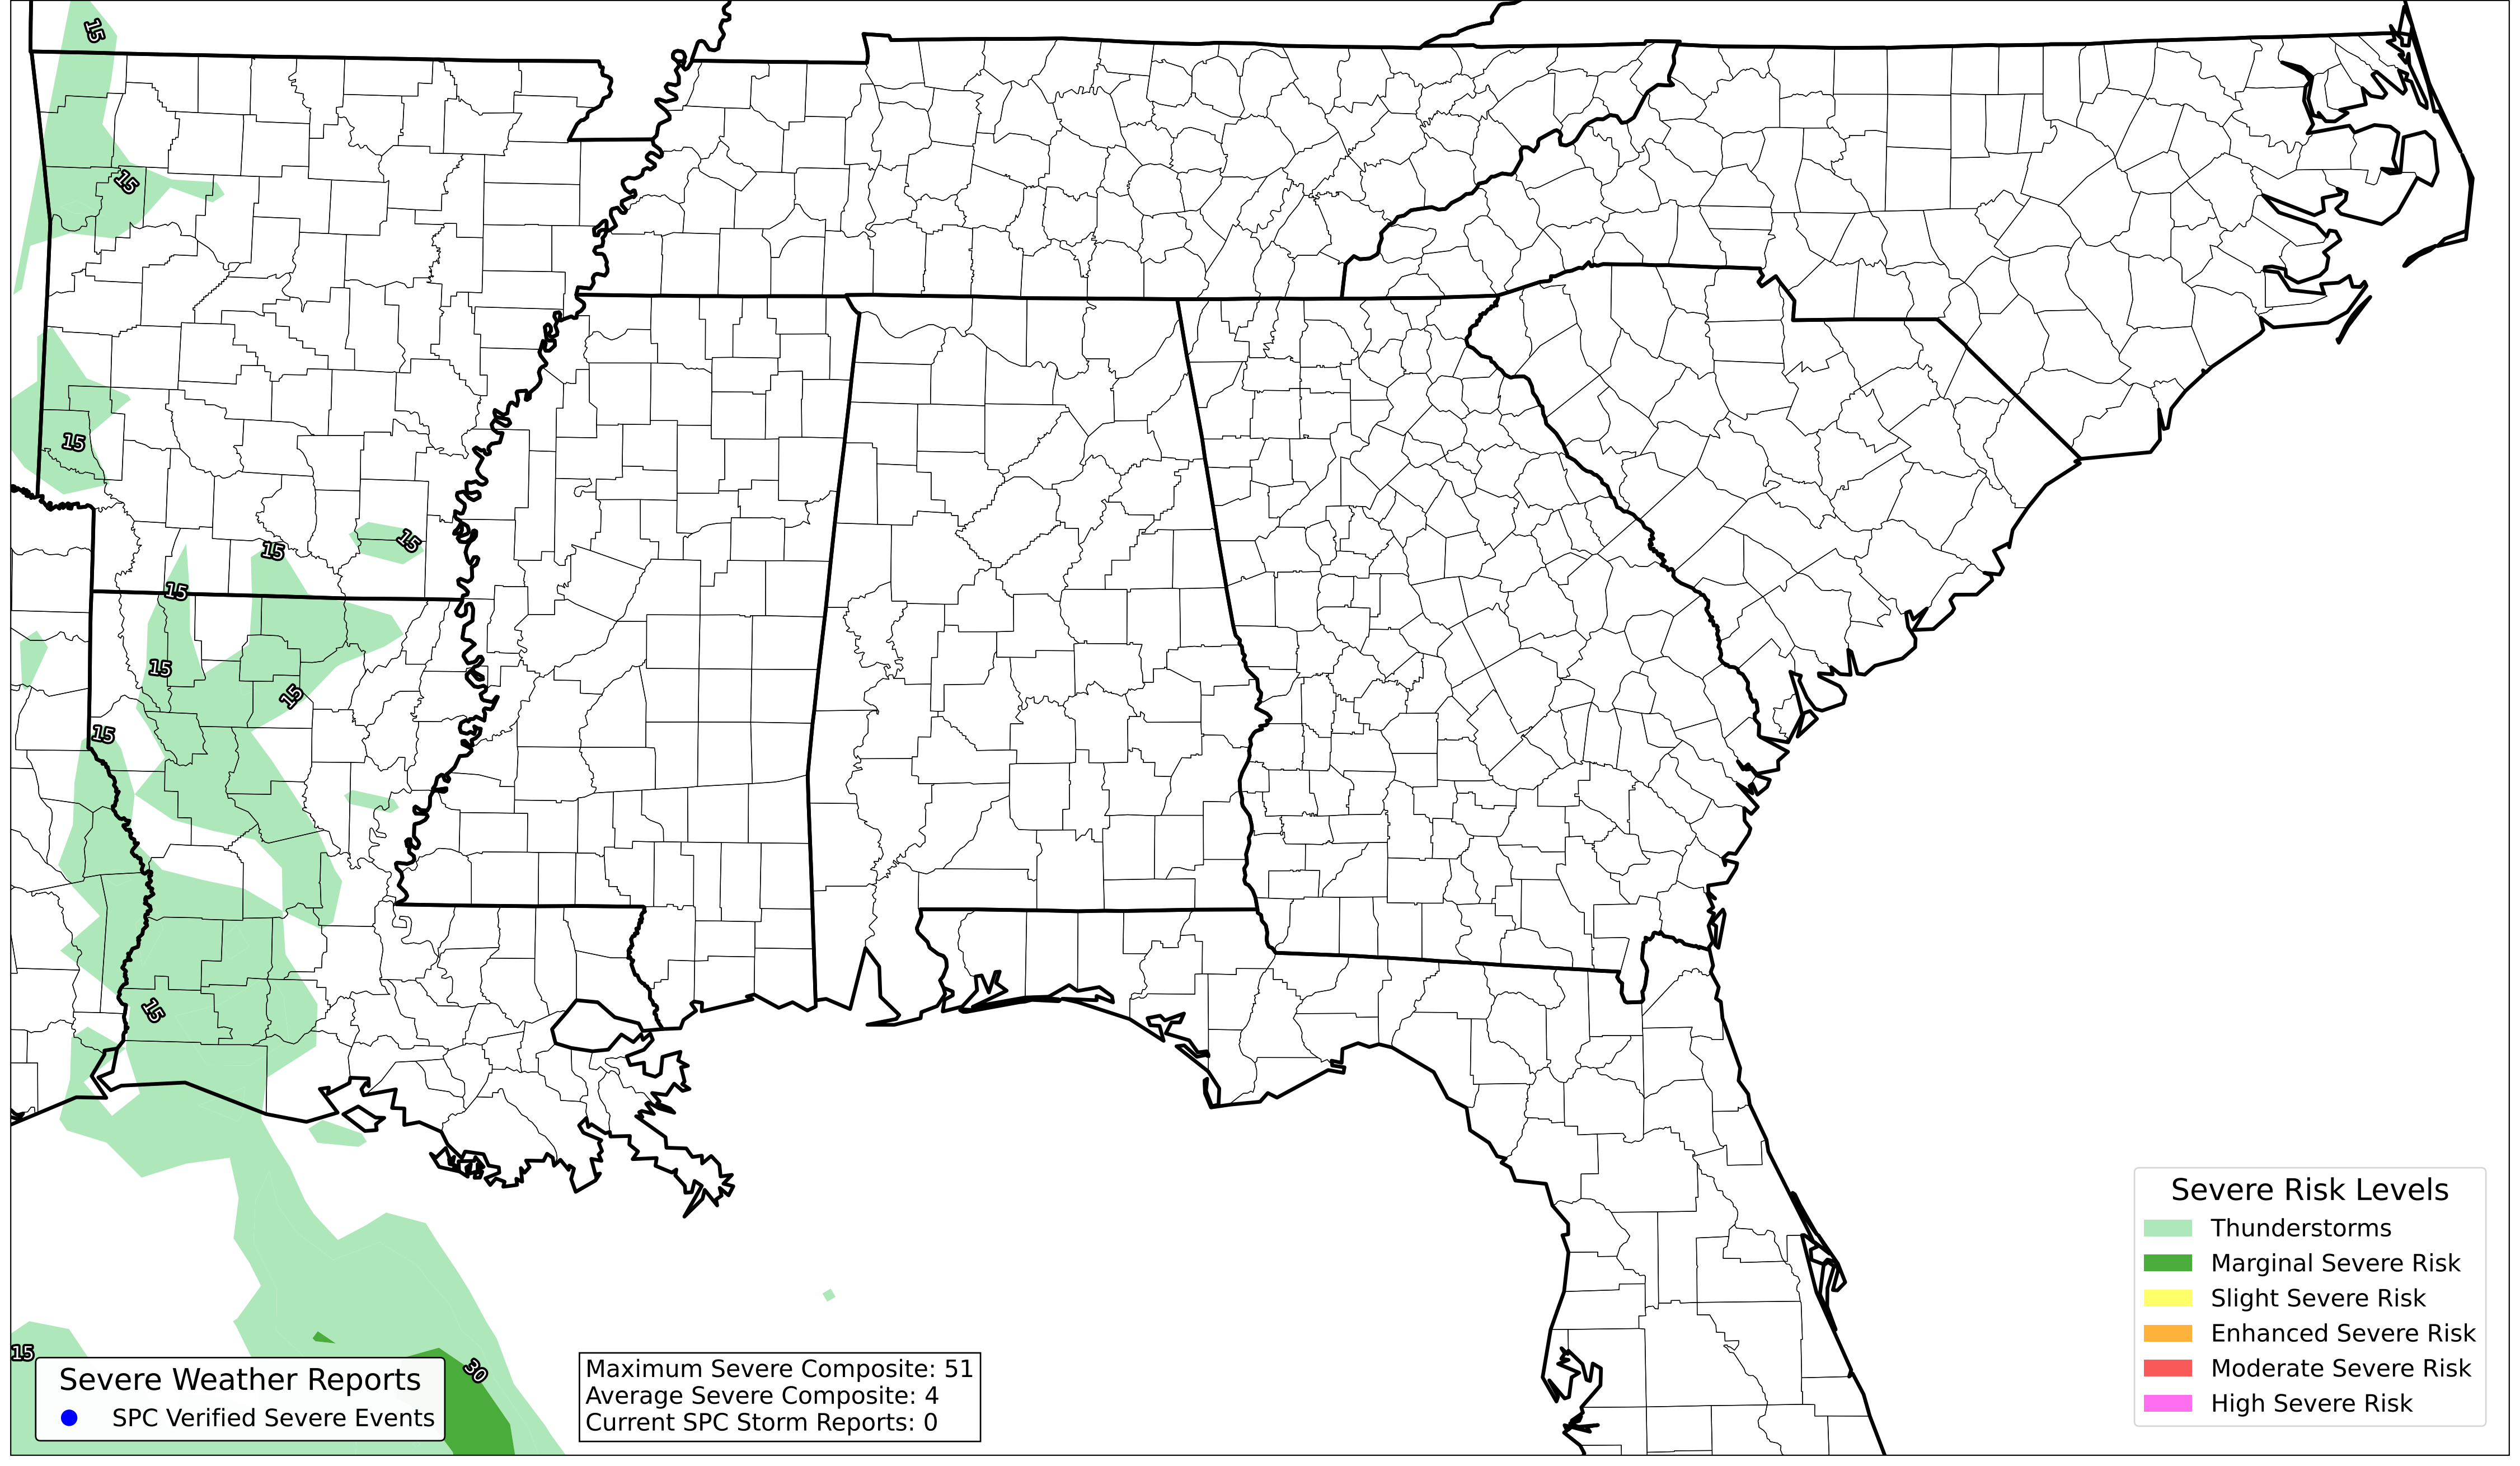 15
15
15
15
15
15
15
15
15
15
15
30
Severe Weather Reports
SPC Verified Severe Events
Maximum Severe Composite: 51
Average Severe Composite: 4
Current SPC Storm Reports: 0
Severe Risk Levels
Thunderstorms
Marginal Severe Risk
Slight Severe Risk
Enhanced Severe Risk
Moderate Severe Risk
High Severe Risk